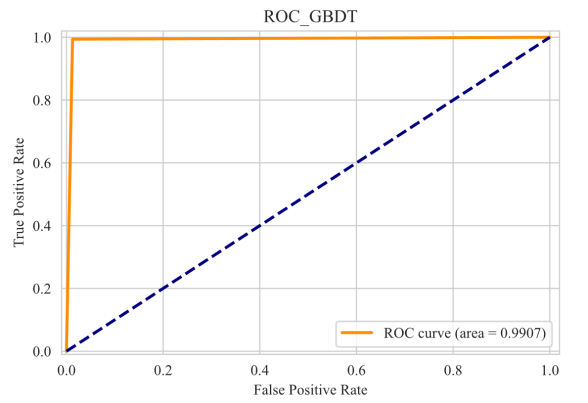 ROC_GBDT
1.0
0.8
0.6
0.4
0.2
0.0
True Positive Rate
ROC curve (area = 0.9907)
0.0 0.2 0.4 0.6 0.8 1.0
False Positive Rate